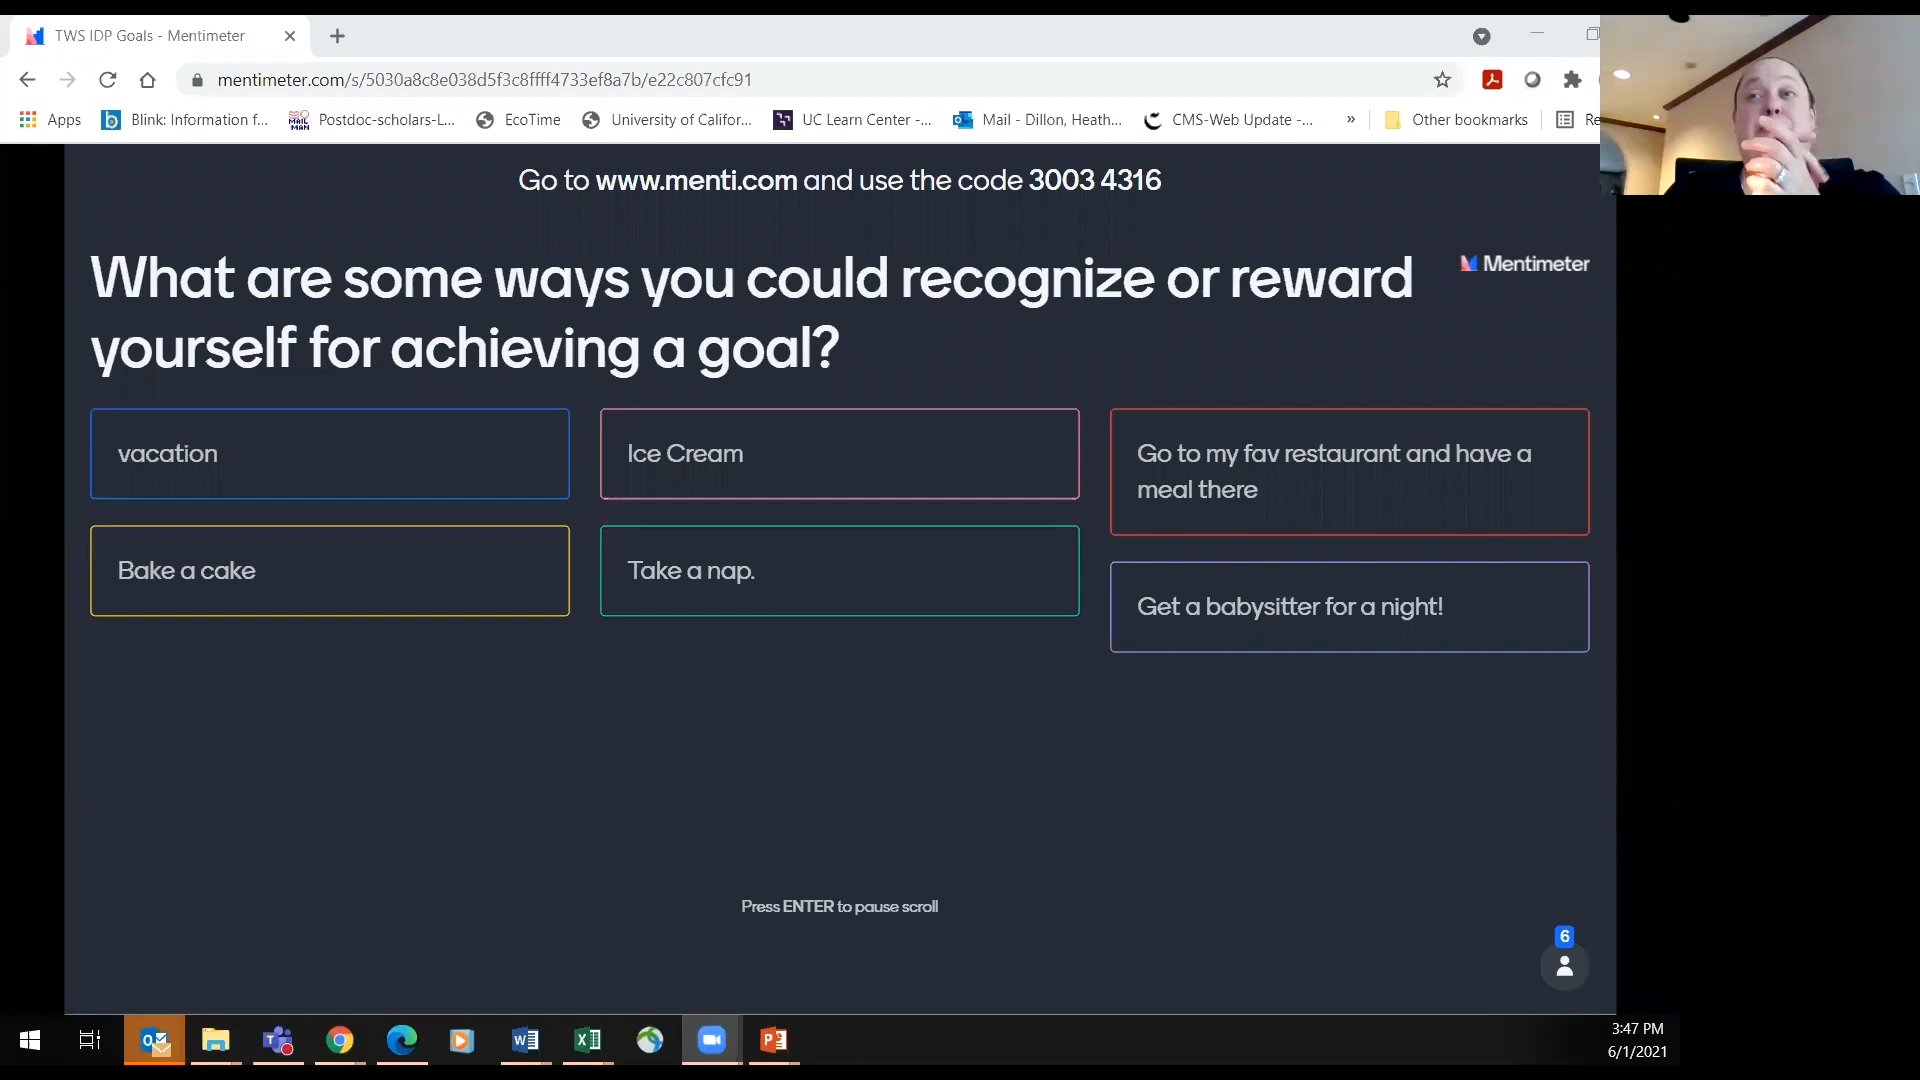 TWS IDP Goals - Mentimeter
mentimeter.com/s/5030a8c8e038d5f3c8ffff4733ef8a7b/e22c807cfc91
Apps
Blink: Information f...
MAIL MAN
Postdoc-scholars-L...
EcoTime
University of Califor...
UC Learn Center -...
Mail - Dillon, Heath...
CMS-Web Update -...
»
Other bookmarks
Re
Go to www.menti.com and use the code 3003 4316
What are some ways you could recognize or reward
yourself for achieving a goal?
Mentimeter
vacation
Ice Cream
Go to my fav restaurant and have a
meal there
Bake a cake
Take a nap.
Get a babysitter for a night!
Press ENTER to pause scroll
6
3:47 PM
6/1/2021